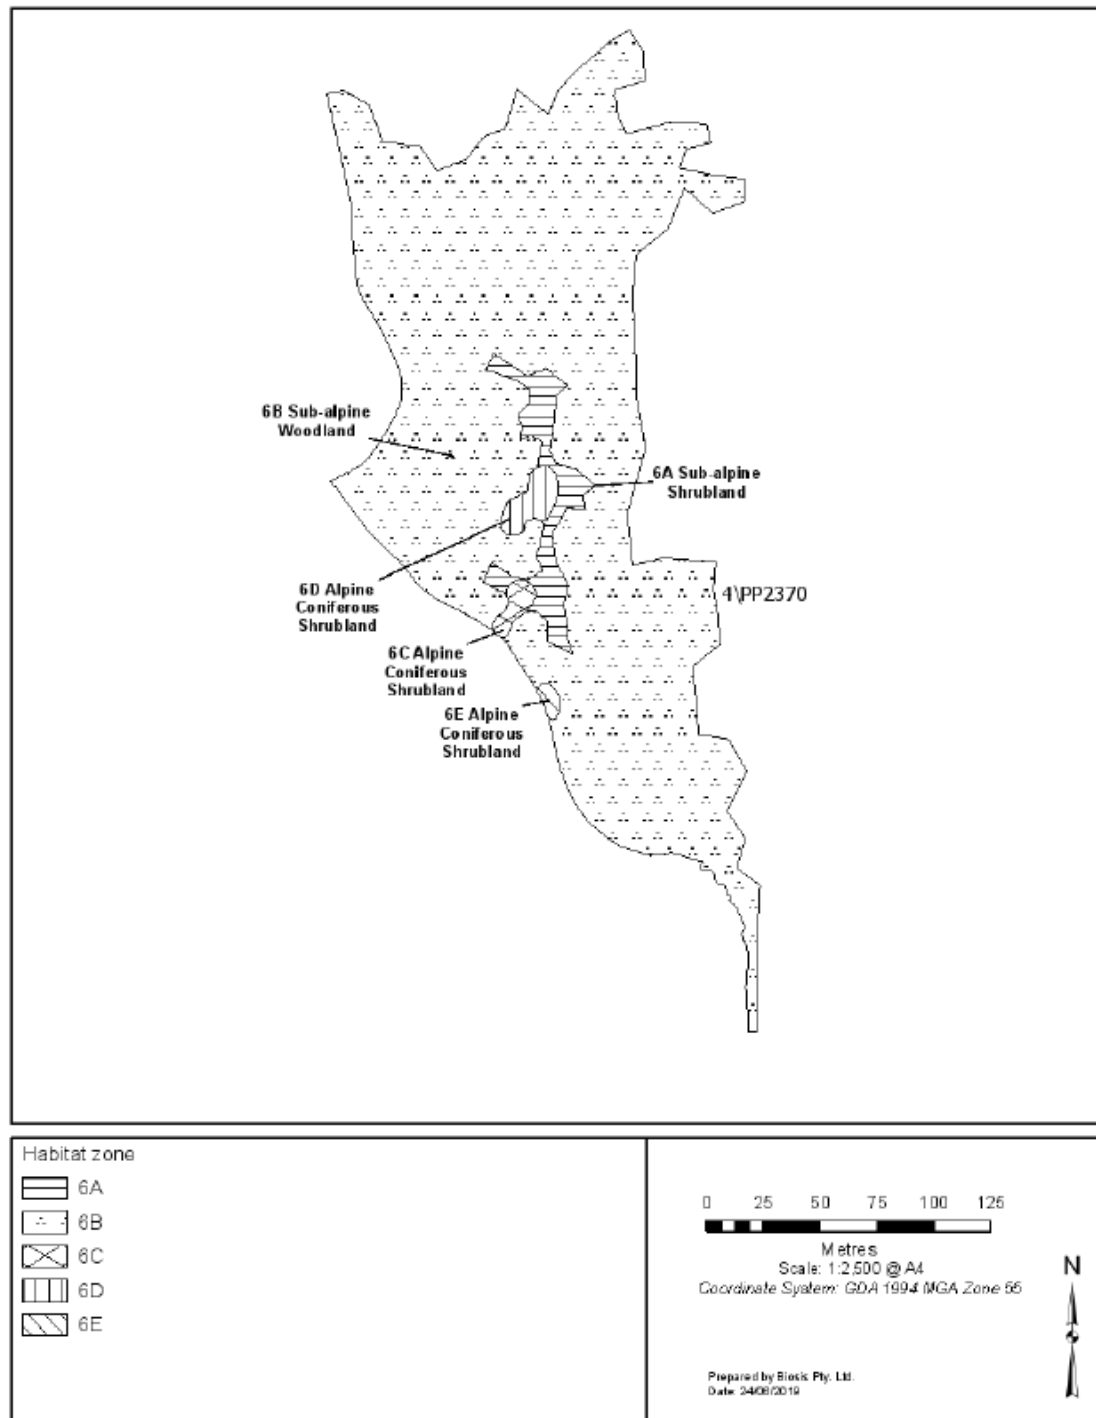 6B Sub-alpine
Woodland
6A Sub-alpine
Shrubland
6D Alpine
Coniferous
Shrubland
4\PP2370
6C Alpine
Coniferous
Shrubland
6E Alpine
Coniferous
Shrubland
Habitat zone
6A
6B
6C
6D
6E
0 25 50 75 100 125
Metres
Scale: 1:2,500 @ A4
Coordinate System: GDA 1994 MGA Zone 55
N
Prepared by Biosis Pty. Ltd.
Date: 24/06/2019